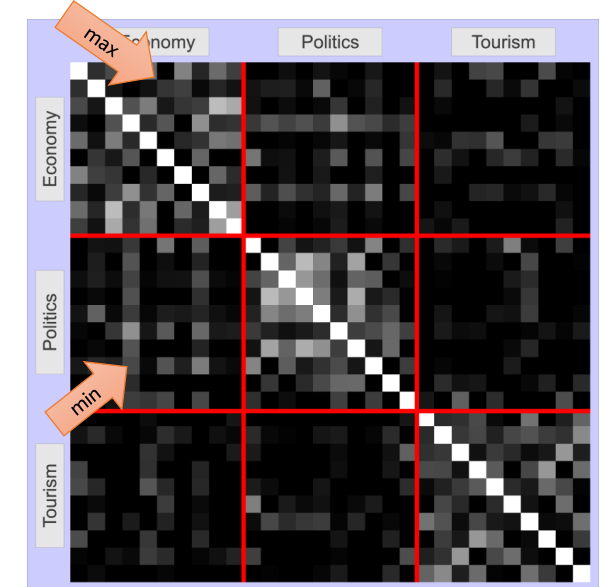 max
Economy
Politics
Tourism
Economy
Politics
min
Tourism